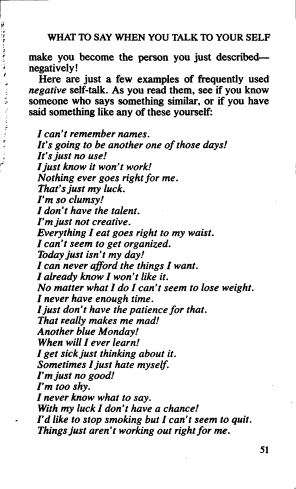 WHAT TO SAY WHEN YOU TALK TO YOUR SELF
make you become the person you just described—
negatively!
Here are just a few examples of frequently used
negative self-talk. As you read them, see if you know
someone who says something similar, or if you have
said something like any of these yourself:
I can't remember names.
It's going to be another one of those days!
It's just no use!
I just know it won't work!
Nothing ever goes right for me.
That's just my luck.
I'm so clumsy!
I don't have the talent.
I'm just not creative.
Everything I eat goes right to my waist.
I can't seem to get organized.
Today just isn't my day!
I can never afford the things I want.
I already know I won't like it.
No matter what I do I can't seem to lose weight.
I never have enough time.
I just don't have the patience for that.
That really makes me mad!
Another blue Monday!
When will I ever learn!
I get sick just thinking about it.
Sometimes I just hate myself.
I'm just no good!
I'm too shy.
I never know what to say.
With my luck I don't have a chance!
I'd like to stop smoking but I can't seem to quit.
Things just aren't working out right for me.
51